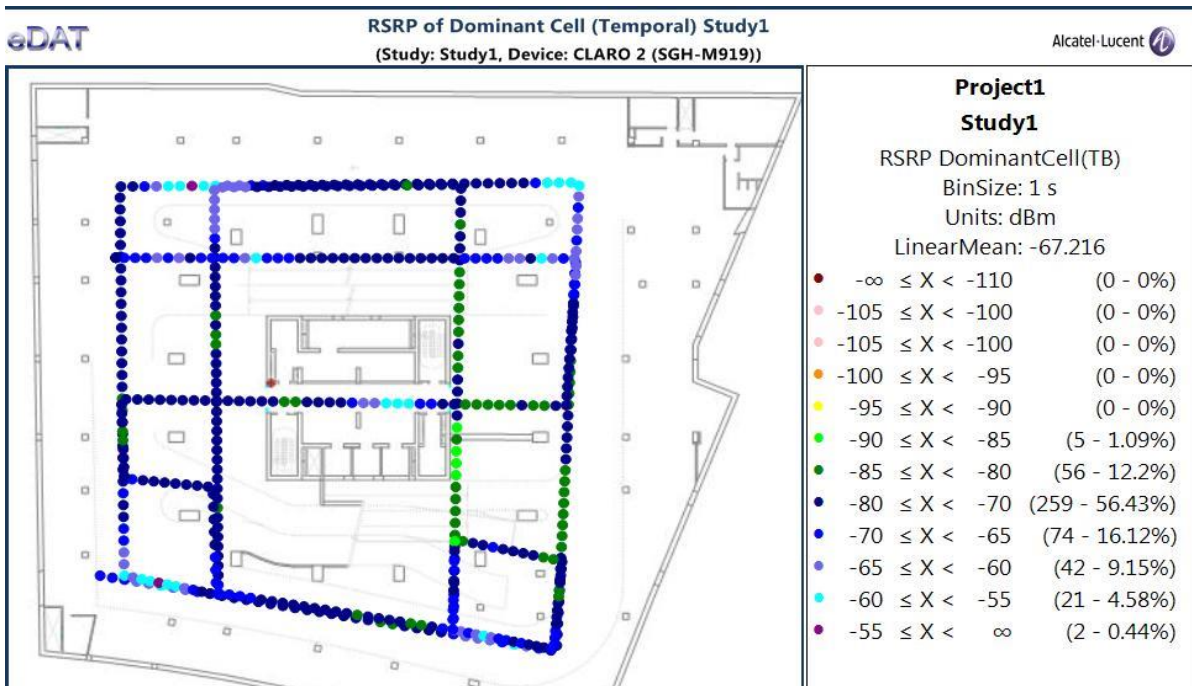 eDAT
RSRP of Dominant Cell (Temporal) Study1
(Study: Study1, Device: CLARO 2 (SGH-M919))
Alcatel·Lucent
Project1
Study1
RSRP DominantCell(TB)
BinSize: 1 s
Units: dBm
LinearMean: -67.216
-∞ ≤ X < -110 (0 - 0%)
-105 ≤ X < -100 (0 - 0%)
-105 ≤ X < -100 (0 - 0%)
-100 ≤ X < -95 (0 - 0%)
-95 ≤ X < -90 (0 - 0%)
-90 ≤ X < -85 (5 - 1.09%)
-85 ≤ X < -80 (56 - 12.2%)
-80 ≤ X < -70 (259 - 56.43%)
-70 ≤ X < -65 (74 - 16.12%)
-65 ≤ X < -60 (42 - 9.15%)
-60 ≤ X < -55 (21 - 4.58%)
-55 ≤ X < ∞ (2 - 0.44%)